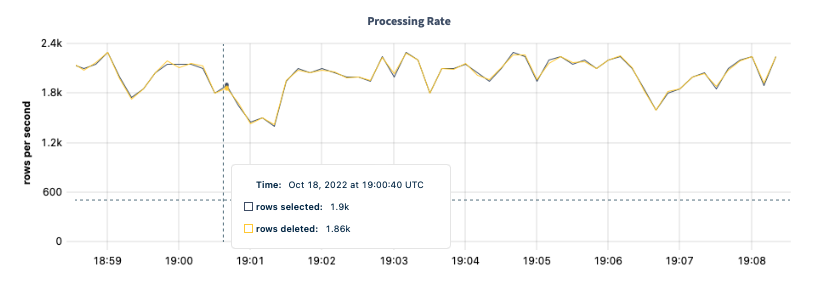 Processing Rate
2.4k
1.8k
1.2k
600
0
rows per second
Time: Oct 18, 2022 at 19:00:40 UTC
rows selected: 1.9k
rows deleted: 1.86k
18:59 19:00 19:01 19:02 19:03 19:04 19:05 19:06 19:07 19:08